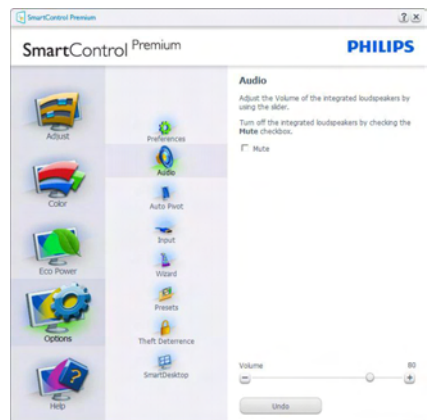 SmartControl Premium
SmartControl Premium
PHILIPS
Adjust
Color
Eco Power
Options
Help
Preferences
Audio
Auto Pivot
Input
Wizard
Presets
Theft Deterrence
SmartDesktop
Audio
Adjust the Volume of the integrated loudspeakers by
using the slider.
Turn off the integrated loudspeakers by checking the
Mute checkbox.
Mute
Volume 80
Undo